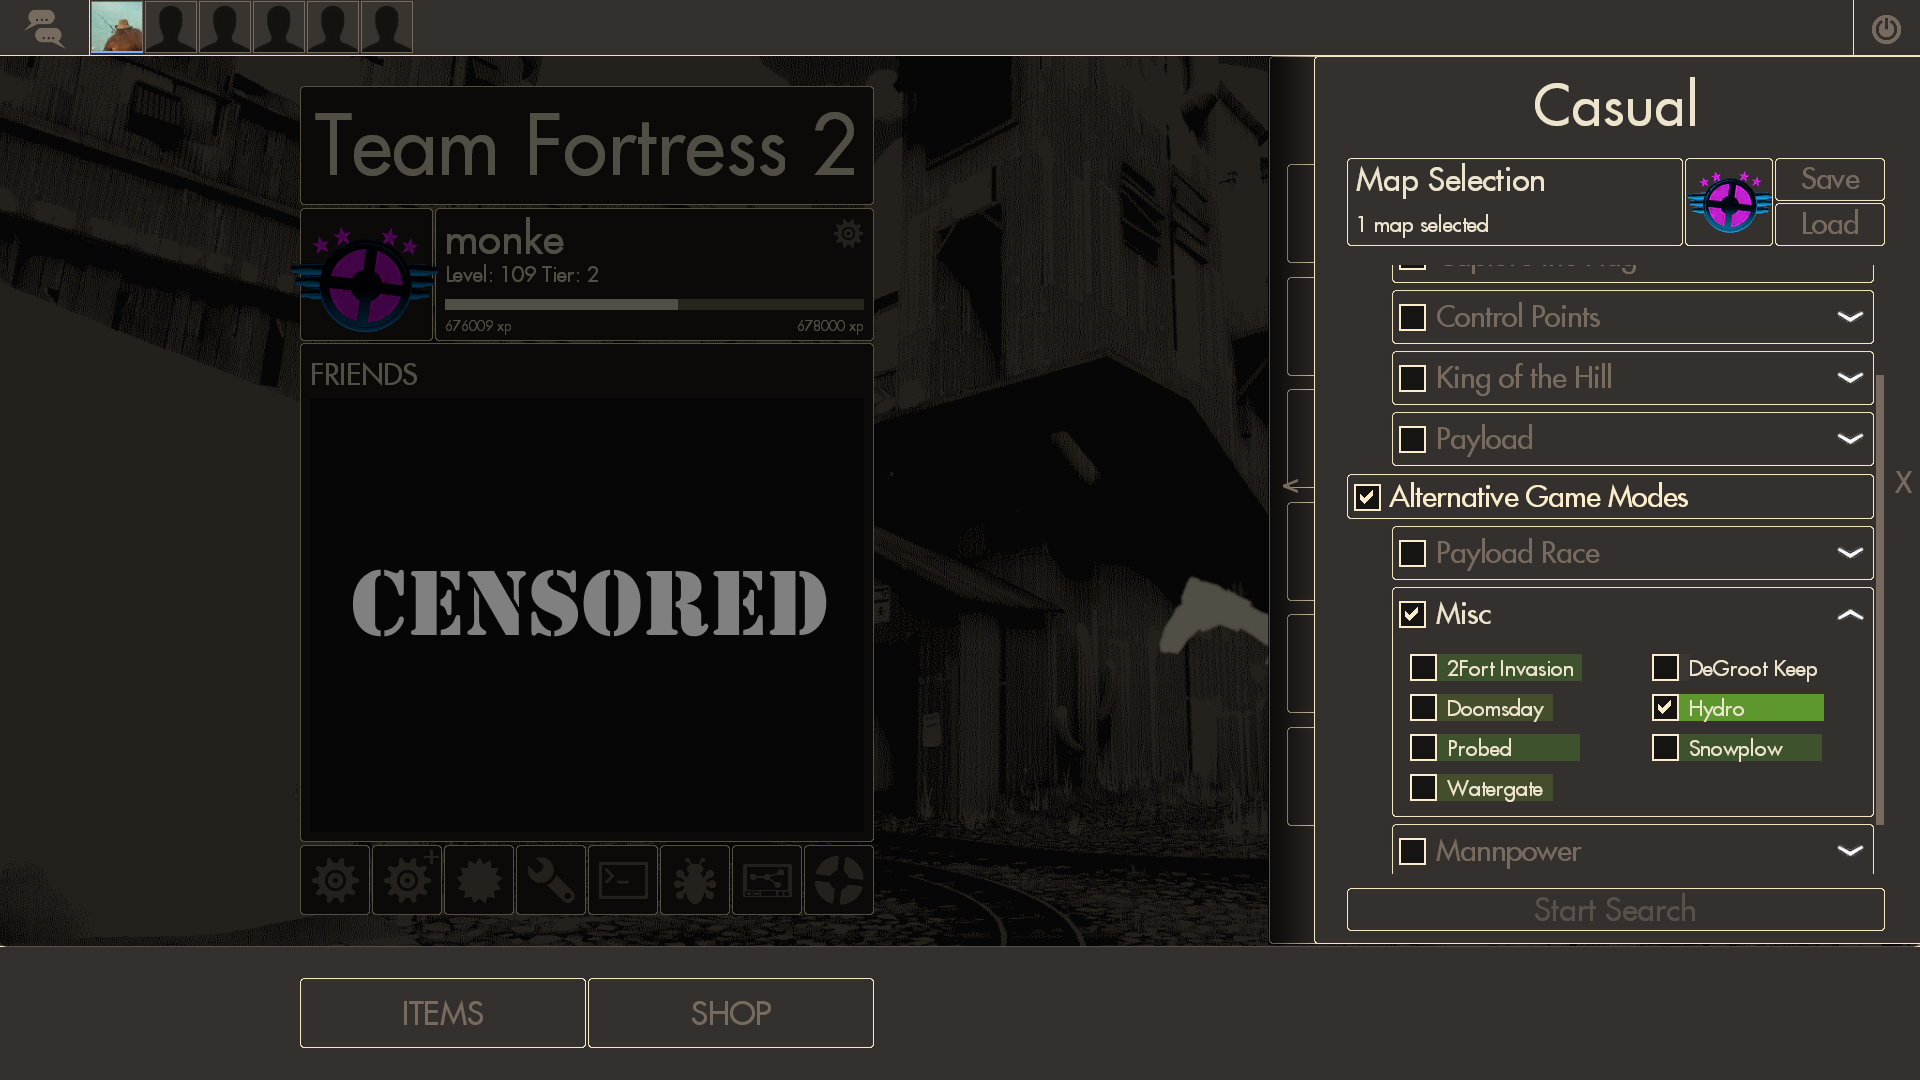 Team Fortress 2
monke
Level: 109 Tier: 2
676009 xp
678000 xp
FRIENDS
CENSORED
ITEMS
SHOP
Casual
Map Selection
1 map selected
Save
Load
Control Points
King of the Hill
Payload
Alternative Game Modes
Payload Race
Misc
2Fort Invasion
DeGroot Keep
Doomsday
Hydro
Probed
Snowplow
Watergate
Mannpower
Start Search
<
X